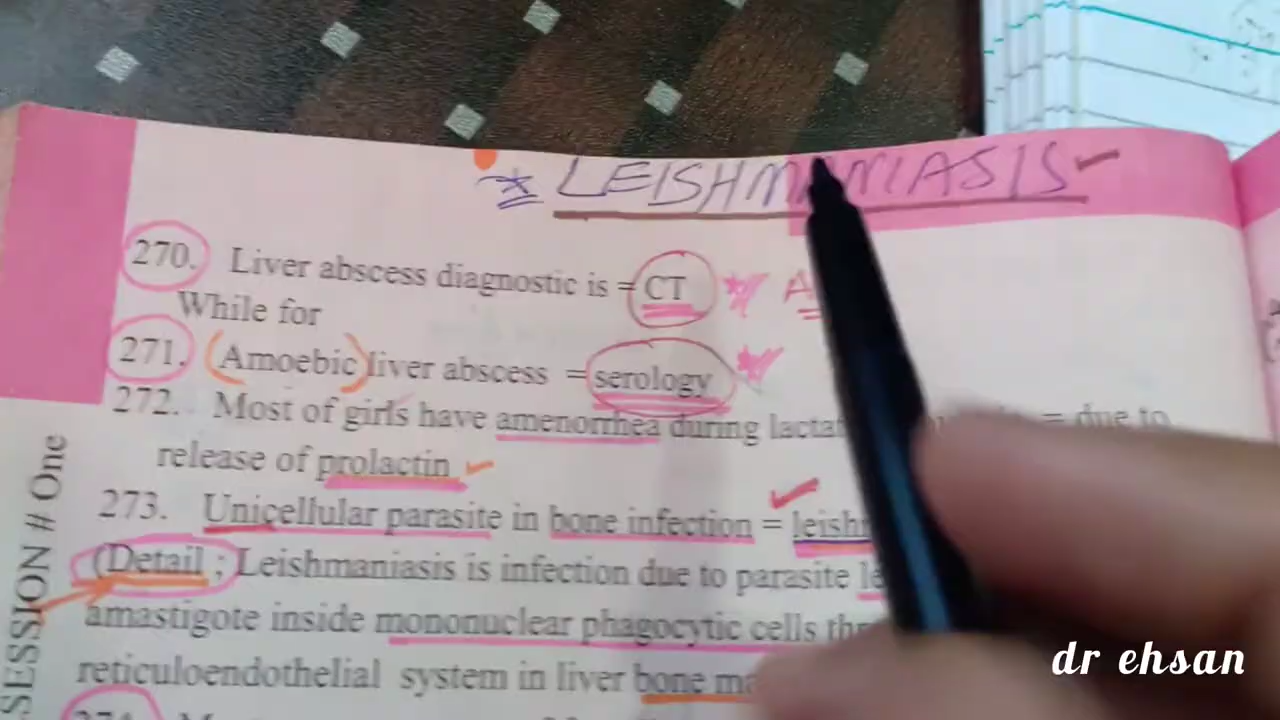 LEISHMANIASIS
270. Liver abscess diagnostic is = CT A
While for
271. (Amoebic) liver abscess = serology
272. Most of girls have amenorrhea during = due to
release of prolactin
273. Unicellular parasite in bone infection =
(Detail ; Leishmaniasis is infection due to parasite
amastigote inside mononuclear phagocytic cells
reticuloendothelial system in liver bone
SESSION # One
dr ehsan